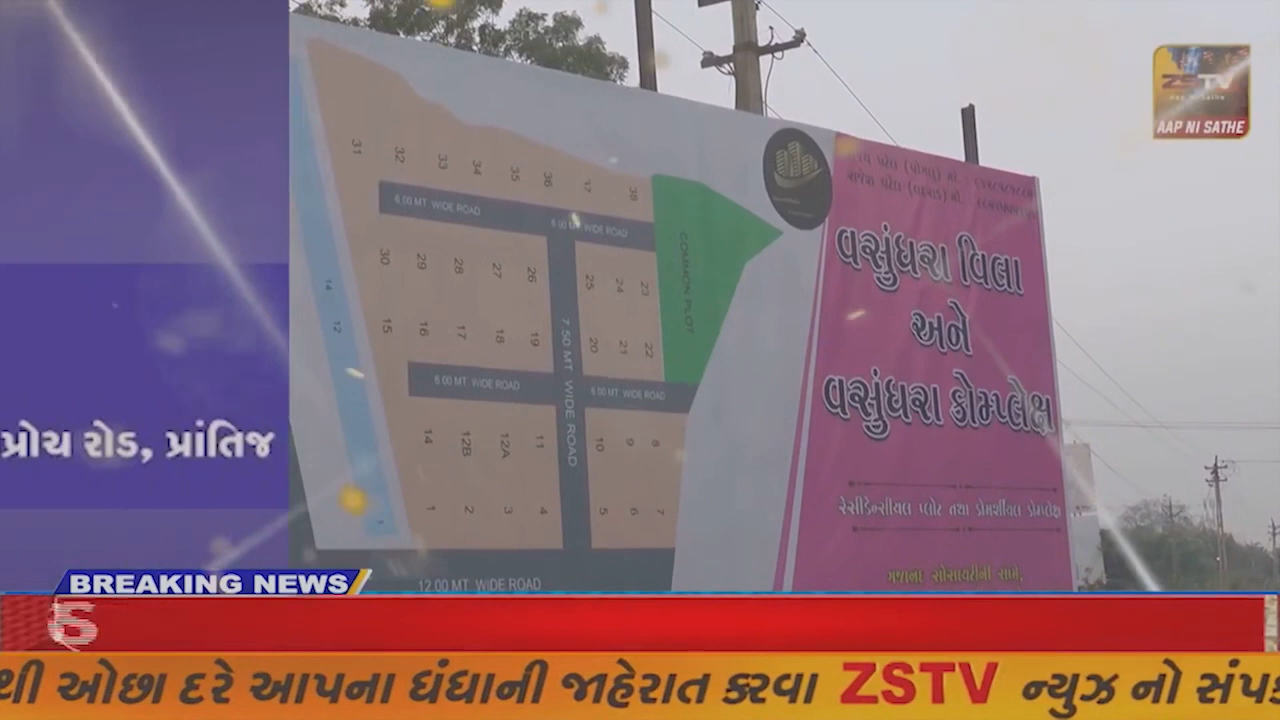 ZSTV
AAP NI SATHE
વસુંધરા વિલા
અને
વસુંધરા કોમ્પ્લેક્ષ
રેસીડેન્સીયલ પ્લોટ તથા કોમર્શીયલ કોમ્પ્લેક્ષ
સોસાયટીની સામે,
31 32 33 34 35 36 37 38
6.00 MT. WIDE ROAD
6.00 MT. WIDE ROAD
COMMON PLOT
30 29 28 27 26 25 24 23
14
12
15 16 17 18 19 20 21 22
7.50 MT. WIDE ROAD
6.00 MT. WIDE ROAD
6.00 MT. WIDE ROAD
14 12B 12A 11 10 9 8
1 2 3 4 5 6 7
12.00 MT. WIDE ROAD
પ્રોચ રોડ, પ્રાંતિજ
BREAKING NEWS
થી ઓછા દરે આપના ધંધાની જાહેરાત કરવા ZSTV ન્યુઝ નો સંપક